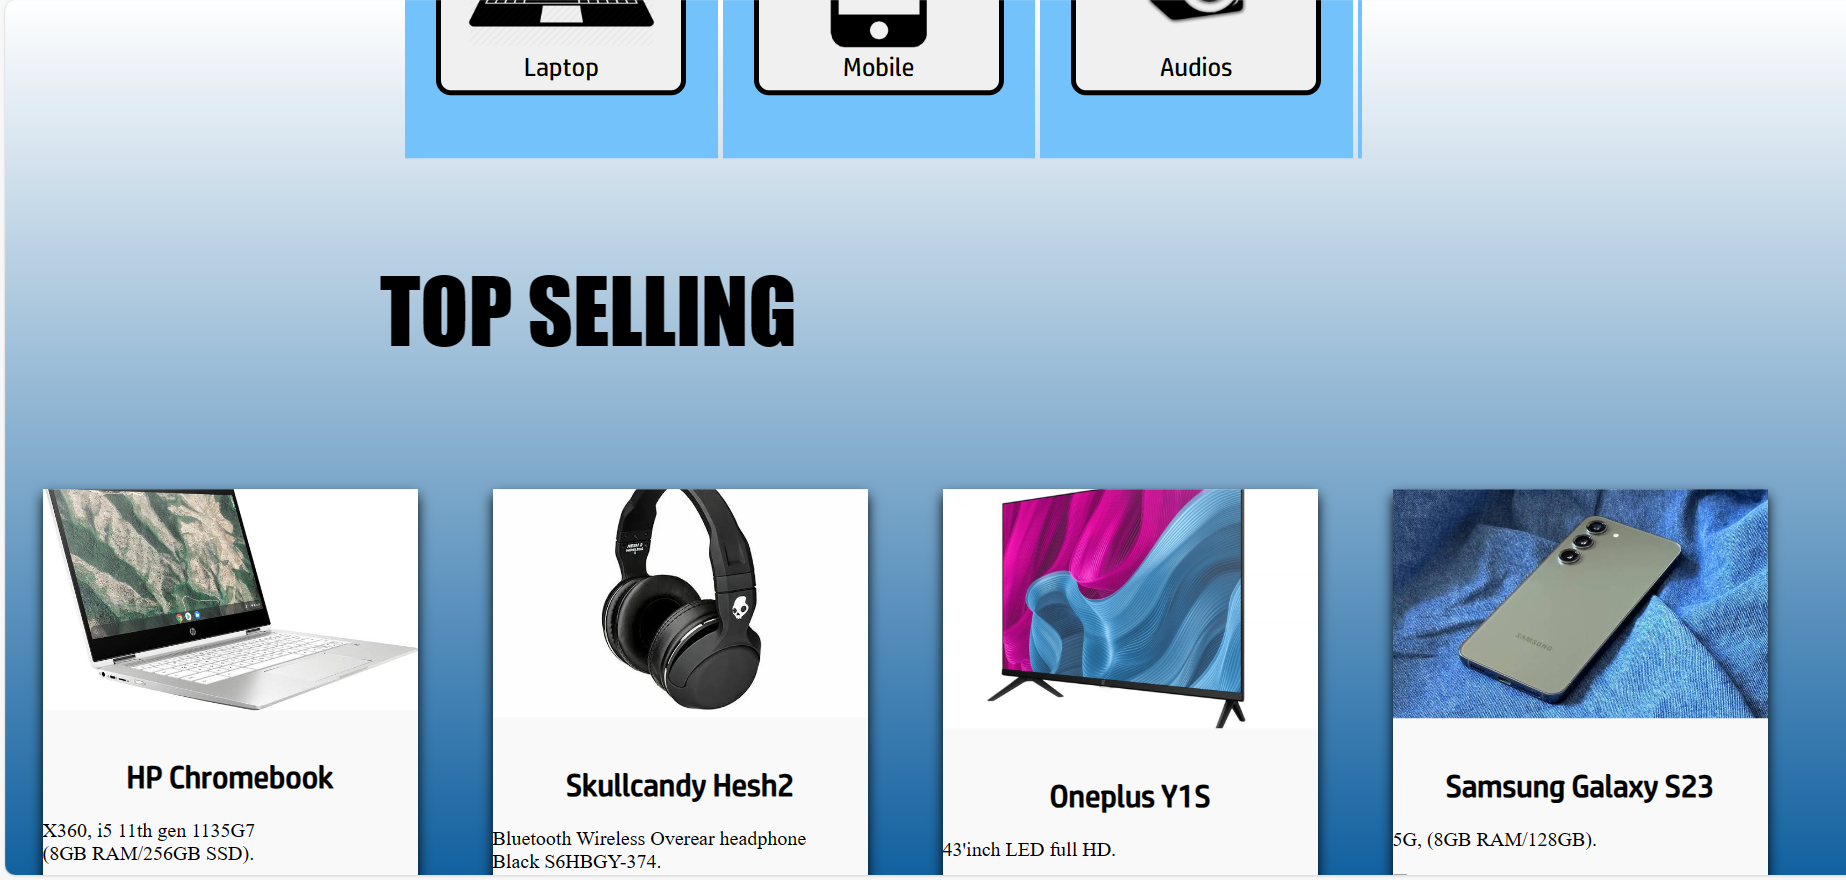 Laptop
Mobile
Audios
TOP SELLING
HP Chromebook
X360, i5 11th gen 1135G7
(8GB RAM/256GB SSD).
Skullcandy Hesh2
Bluetooth Wireless Overear headphone
Black S6HBGY-374.
Oneplus Y1S
43'inch LED full HD.
SAMSUNG
Samsung Galaxy S23
5G, (8GB RAM/128GB).